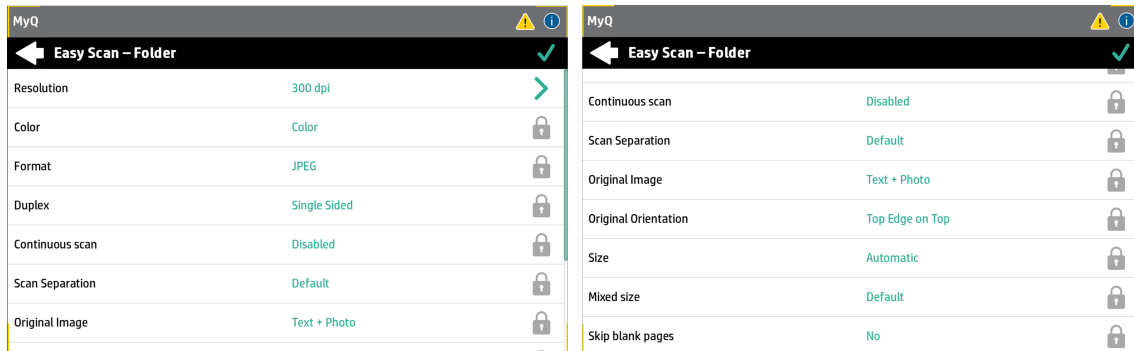 MyQ
Easy Scan – Folder
Resolution 300 dpi
Color Color
Format JPEG
Duplex Single Sided
Continuous scan Disabled
Scan Separation Default
Original Image Text + Photo
MyQ
Easy Scan – Folder
Continuous scan Disabled
Scan Separation Default
Original Image Text + Photo
Original Orientation Top Edge on Top
Size Automatic
Mixed size Default
Skip blank pages No